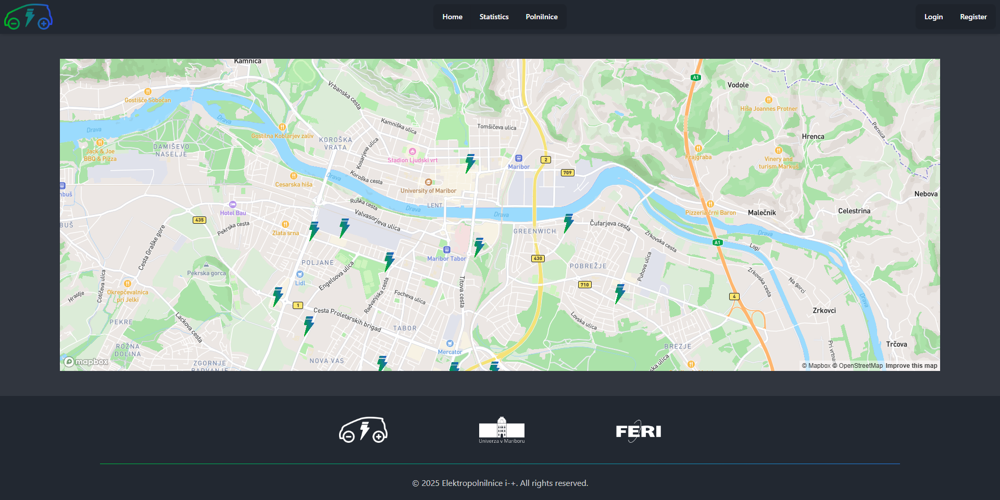 Home
Statistics
Polnilnice
Login
Register
Kamnica
A1
Vodole
Vrbanska cesta
Gostišče Sobočan
Hiša Joannes Protner
Drava
Kamniška ulica
Tomšičeva ulica
Pernica
Drava
Gostilna Koblarjev zaliv
KOROŠKA
VRATA
Hrenca
DAMIŠEVO
NASELJE
Jack & Joe
BBQ & Pizza
Kosarjeva ulica
Stadion Ljudski vrt
Maribor
2
Frajgraba
Vinery and
turism Markus
709
Drava
Koroška cesta
Cesarska hiša
University of Maribor
nbuš
Nebova
Ruška cesta
LENT
Drava
Drava
Hotel Bau
Pizzeria črni Baron
Malečnik
Celestrina
435
BUŠ
Pekrska cesta
Valvasorjeva ulica
Zlata srna
GREENWICH
Čufarjeva cesta
Drava
Cesta Graške gore
Zrkovska cesta
A1
Logi
Maribor Tabor
430
POLJANE
POBREŽJE
Puhova ulica
Pekrska gorca
Lidl
Engelsova ulica
Zrkovska cesta
Na gorci
Cotičeva ulica
Titova cesta
710
Okrepčevalnica
pri Jelki
Hrastje
Radvanjska cesta
Focheva ulica
4
Drava
1
Cesta Proletarskih brigad
Zrkovci
PEKRE
Lackova cesta
TABOR
Lovska ulica
ROŽNA
DOLINA
BREZJE
Trčova
Mercator
Pri vrtnar
NOVA VAS
ZGORNJE
RADVANJE
ska ulica
mapbox
© Mapbox © OpenStreetMap Improve this map
Univerza v Mariboru
FERI
© 2025 Elektropolnilnice i-+. All rights reserved.